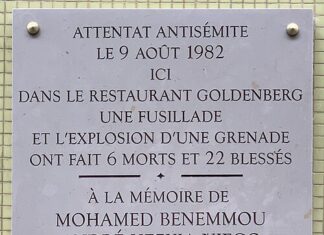 ATTENTAT ANTISÉMITE
LE 9 AOÛT 1982
ICI
DANS LE RESTAURANT GOLDENBERG
UNE FUSILLADE
ET L'EXPLOSION D'UNE GRENADE
ONT FAIT 6 MORTS ET 22 BLESSÉS
À LA MÉMOIRE DE
MOHAMED BENEMMOU